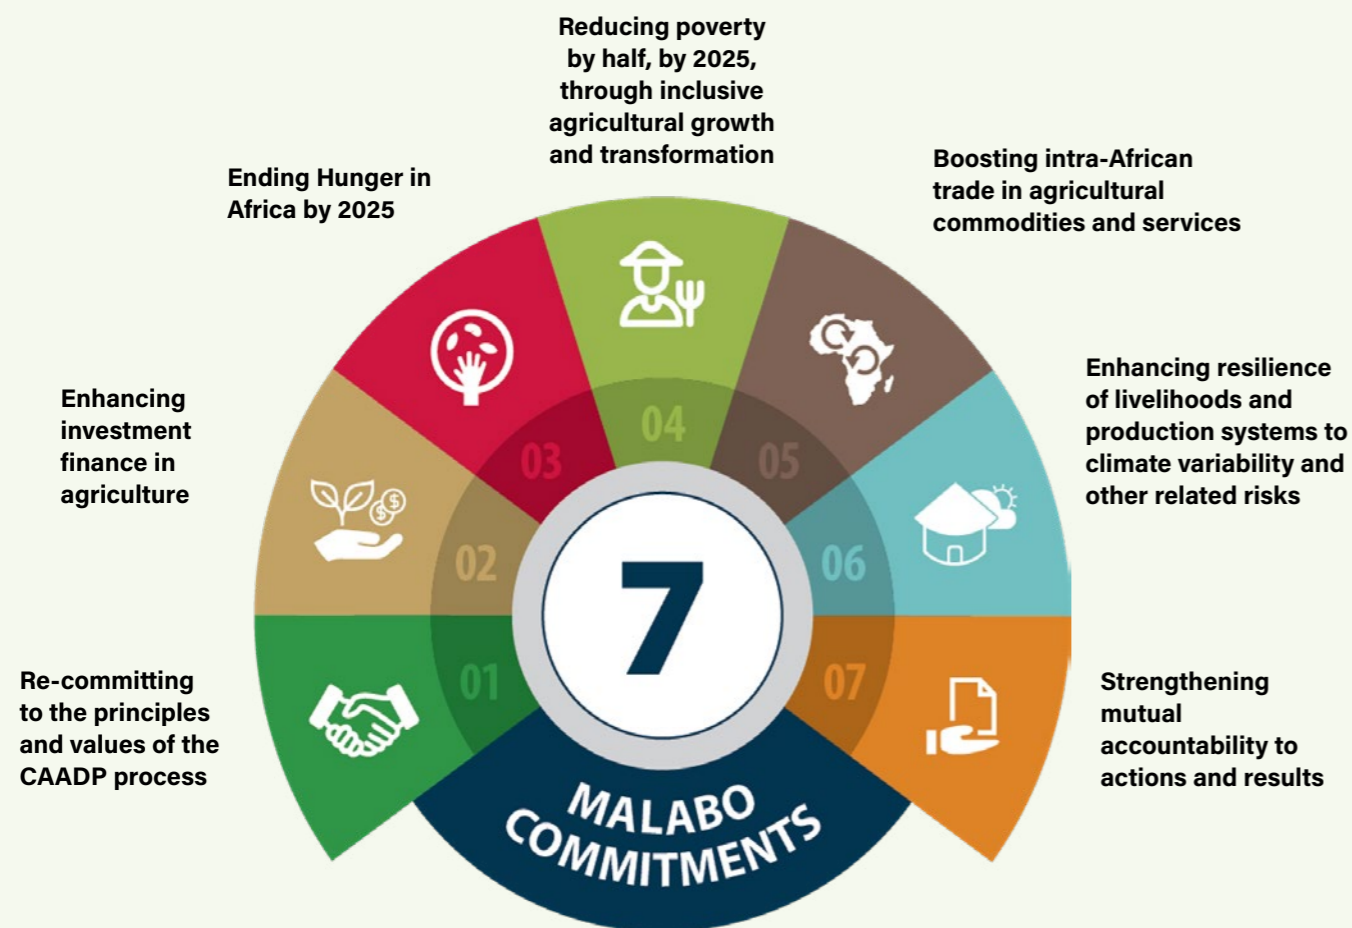 Re-committing
to the principles
and values of the
CAADP process
01
Enhancing
investment
finance in
agriculture
02
Ending Hunger in
Africa by 2025
03
Reducing poverty
by half, by 2025,
through inclusive
agricultural growth
and transformation
04
Boosting intra-African
trade in agricultural
commodities and services
05
Enhancing resilience
of livelihoods and
production systems to
climate variability and
other related risks
06
Strengthening
mutual
accountability to
actions and results
07
7
MALABO
COMMITMENTS
$
$